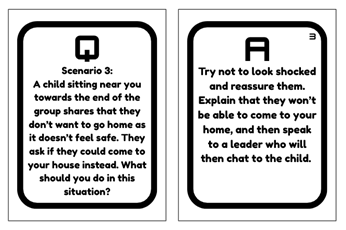 Q
Scenario 3:
A child sitting near you
towards the end of the
group shares that they
don't want to go home as
it doesn't feel safe. They
ask if they could come to
your house instead. What
should you do in this
situation?
A
3
Try not to look shocked
and reassure them.
Explain that they won't
be able to come to your
home, and then speak
to a leader who will
then chat to the child.